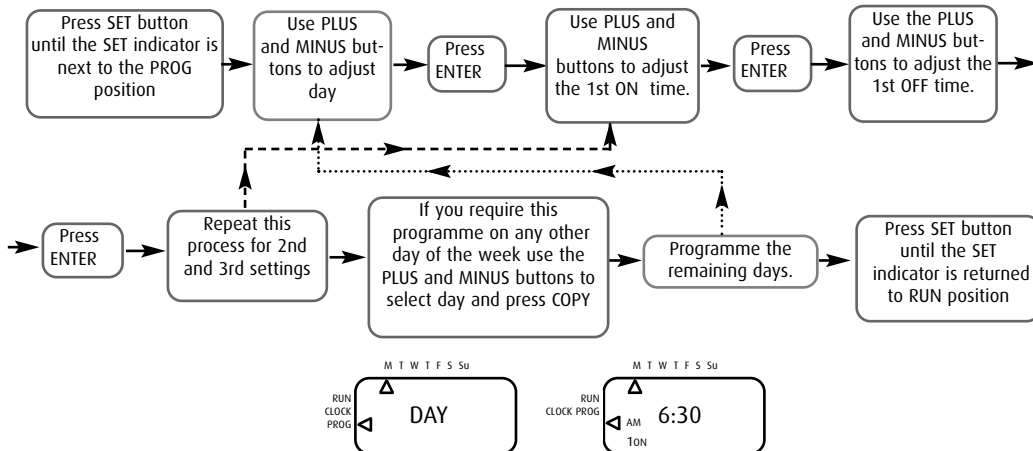 Press SET button
until the SET indicator is
next to the PROG
position
Use PLUS
and MINUS but-
tons to adjust
day
Press
ENTER
Use PLUS and
MINUS
buttons to adjust
the 1st ON time.
Press
ENTER
Use the PLUS
and MINUS but-
tons to adjust the
1st OFF time.
Press
ENTER
Repeat this
process for 2nd
and 3rd settings
If you require this
programme on any other
day of the week use the
PLUS and MINUS buttons to
select day and press COPY
Programme the
remaining days.
Press SET button
until the SET
indicator is returned
to RUN position
M T W T F S Su
RUN
CLOCK
PROG
DAY
M T W T F S Su
RUN
CLOCK PROG
AM
6:30
1ON